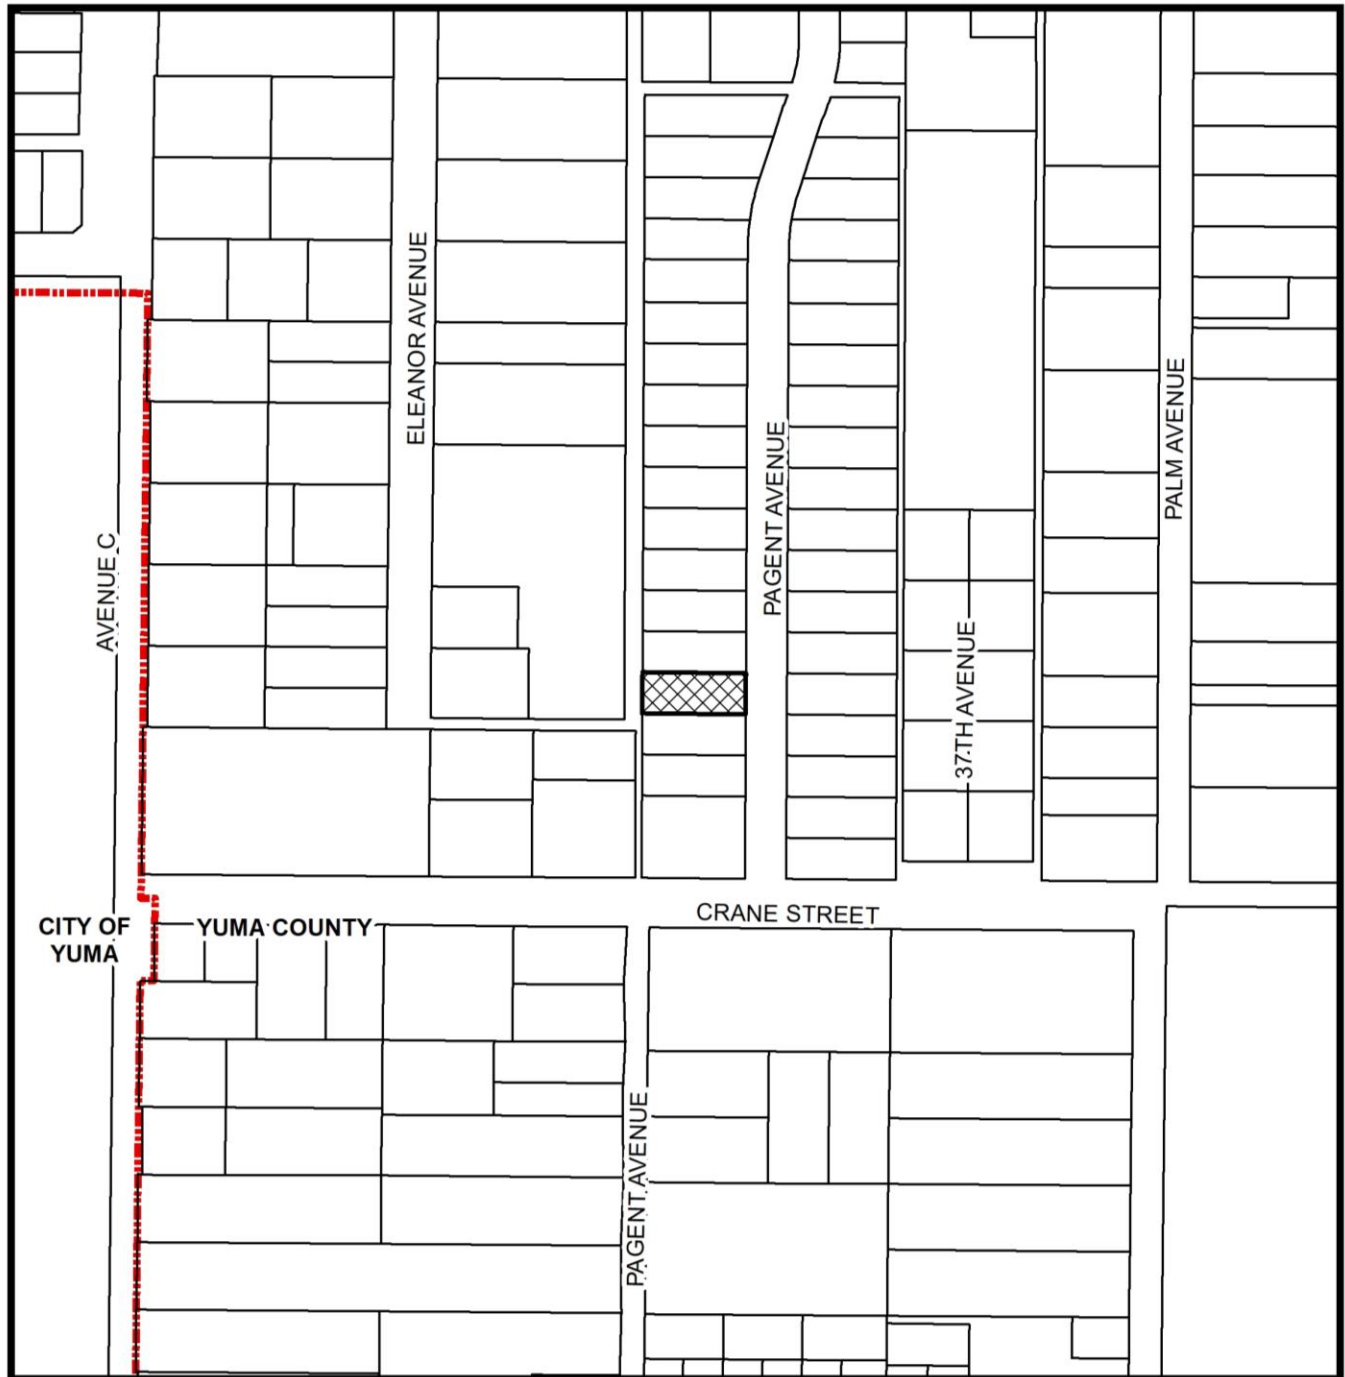 ELEANOR AVENUE
PALM AVENUE
PAGENT AVENUE
AVENUE C
37TH AVENUE
CRANE STREET
CITY OF
YUMA
YUMA COUNTY
PAGENT AVENUE